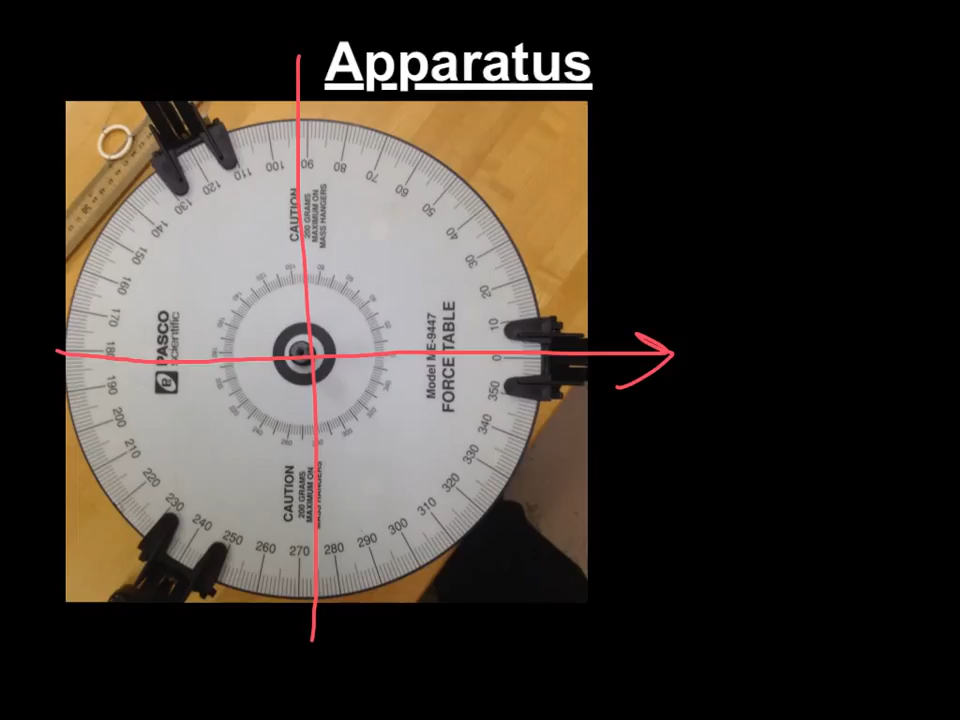 Apparatus
100
90
80
70
60
50
40
30
20
10
0
350
340
330
320
310
300
290
280
270
260
250
240
230
220
210
200
190
180
170
160
150
140
130
120
110
CAUTION
200 GRAMS
MAXIMUM ON
MASS HANGERS
PASCO
scientific
Model ME-9447
FORCE TABLE
CAUTION
200 GRAMS
MAXIMUM ON
MASS HANGERS